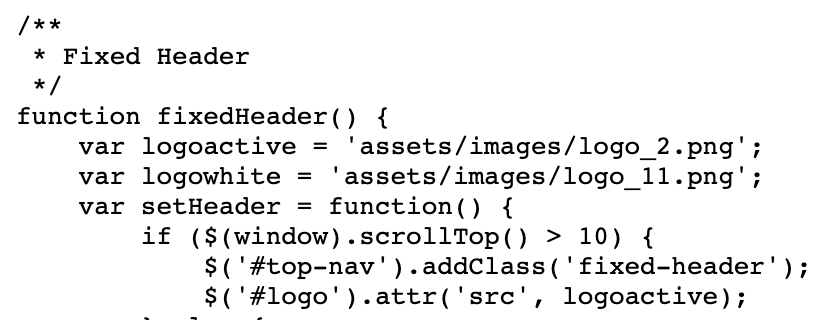 /**
 * Fixed Header
 */
function fixedHeader() {
    var logoactive = 'assets/images/logo_2.png';
    var logowhite = 'assets/images/logo_11.png';
    var setHeader = function() {
        if ($(window).scrollTop() > 10) {
            $('#top-nav').addClass('fixed-header');
            $('#logo').attr('src', logoactive);